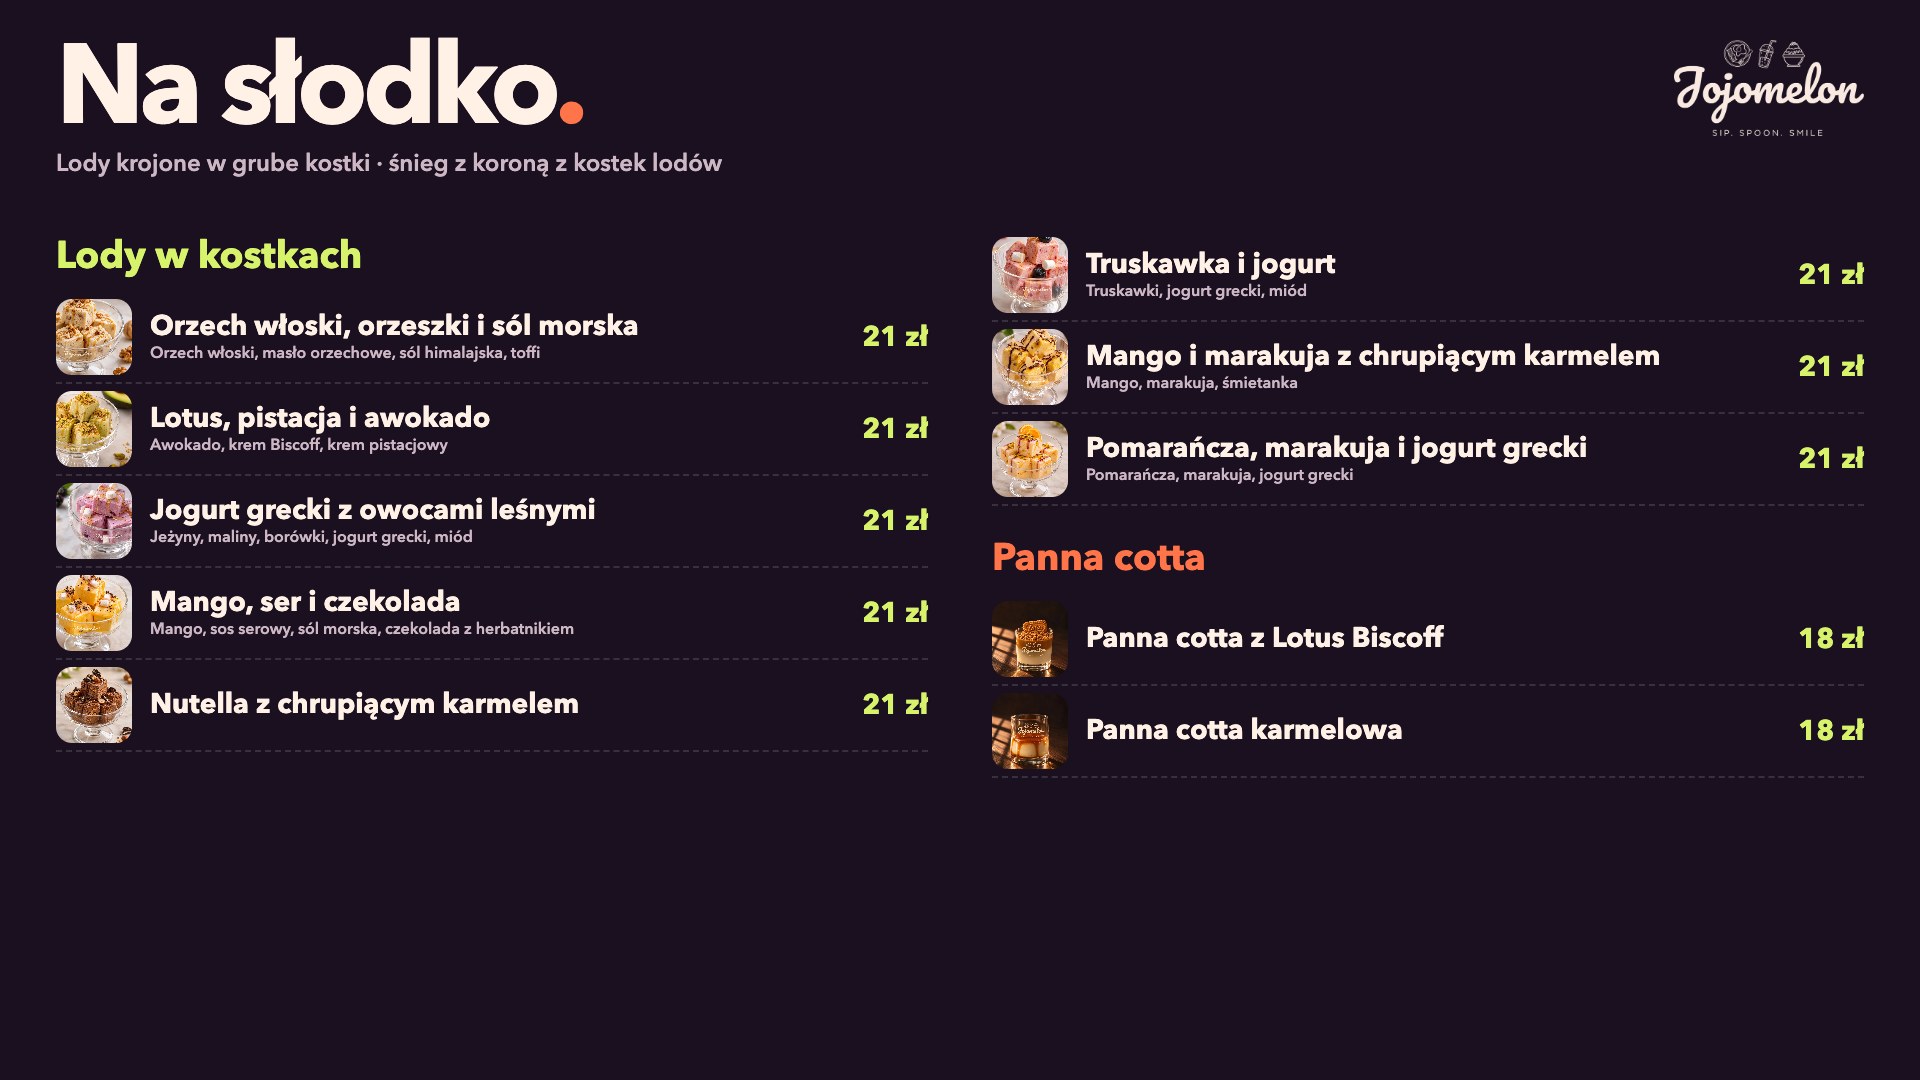 Na słodko.
Lody krojone w grube kostki · śnieg z koroną z kostek lodów
Jojomelon
SIP. SPOON. SMILE
Lody w kostkach
Orzech włoski, orzeszki i sól morska
Orzech włoski, masło orzechowe, sól himalajska, toffi
21 zł
Lotus, pistacja i awokado
Awokado, krem Biscoff, krem pistacjowy
21 zł
Jogurt grecki z owocami leśnymi
Jeżyny, maliny, borówki, jogurt grecki, miód
21 zł
Mango, ser i czekolada
Mango, sos serowy, sól morska, czekolada z herbatnikiem
21 zł
Nutella z chrupiącym karmelem
21 zł
Truskawka i jogurt
Truskawki, jogurt grecki, miód
21 zł
Mango i marakuja z chrupiącym karmelem
Mango, marakuja, śmietanka
21 zł
Pomarańcza, marakuja i jogurt grecki
Pomarańcza, marakuja, jogurt grecki
21 zł
Panna cotta
Panna cotta z Lotus Biscoff
18 zł
Panna cotta karmelowa
18 zł